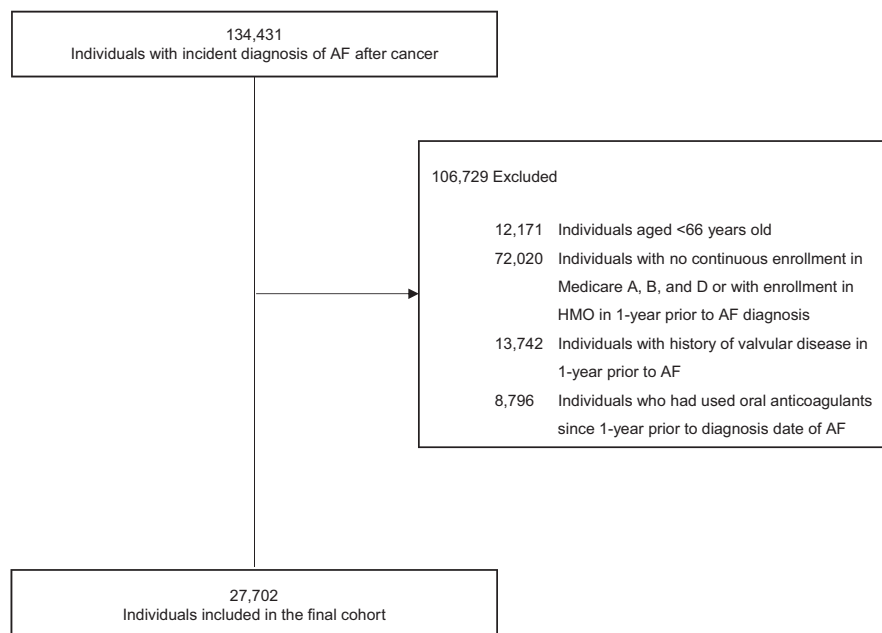 134,431
Individuals with incident diagnosis of AF after cancer
106,729 Excluded
12,171 Individuals aged <66 years old
72,020 Individuals with no continuous enrollment in
Medicare A, B, and D or with enrollment in
HMO in 1-year prior to AF diagnosis
13,742 Individuals with history of valvular disease in
1-year prior to AF
8,796 Individuals who had used oral anticoagulants
since 1-year prior to diagnosis date of AF
27,702
Individuals included in the final cohort